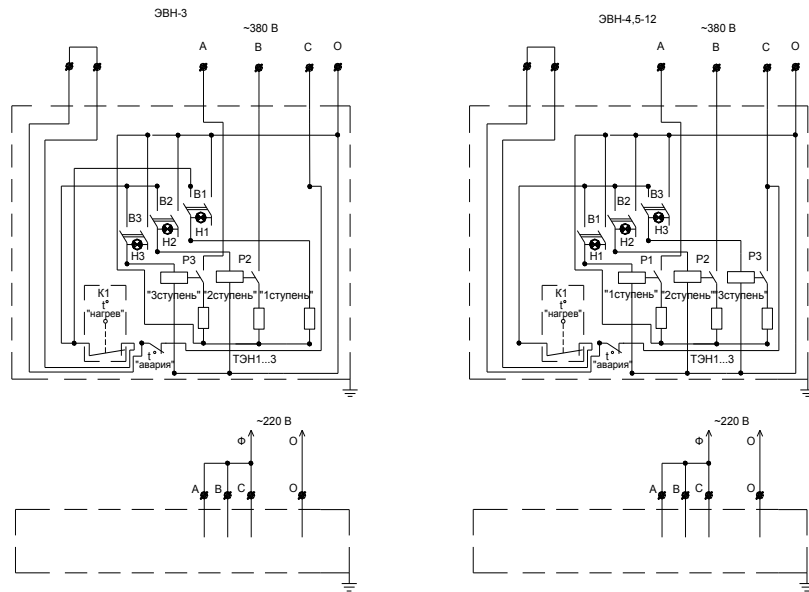 ЭВН-3
~380 В
А В С О
В1
В2
В3
Н1
Н2
Н3
Р3 Р2
"3ступень" "2ступень" "1ступень"
К1
t°
"нагрев"
t°
"авария"
ТЭН1...3
~220 В
Ф О
А В С О
ЭВН-4,5-12
~380 В
А В С О
В3
В2
В1
Н3
Н2
Н1
Р1 Р2 Р3
"1ступень" "2ступень" "3ступень"
К1
t°
"нагрев"
t°
"авария"
ТЭН1...3
~220 В
Ф О
А В С О